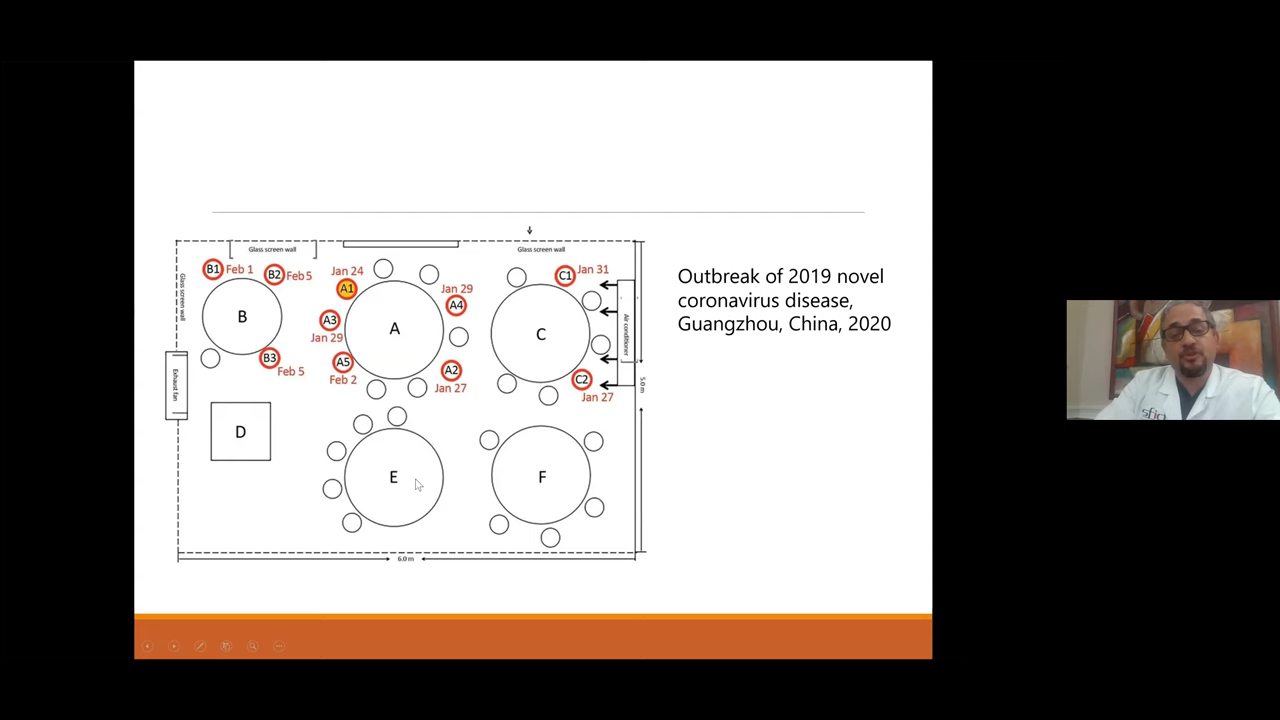 Glass screen wall
Glass screen wall
Glass screen wall
B1 Feb 1
B2 Feb 5
Jan 24
A1
Jan 29
A4
C1 Jan 31
B
A3
Jan 29
A
C
Air conditioner
B3
Feb 5
A5
Feb 2
A2
Jan 27
C2
Jan 27
Exhaust fan
5.0 m
D
E
F
6.0 m
Outbreak of 2019 novel
coronavirus disease,
Guangzhou, China, 2020